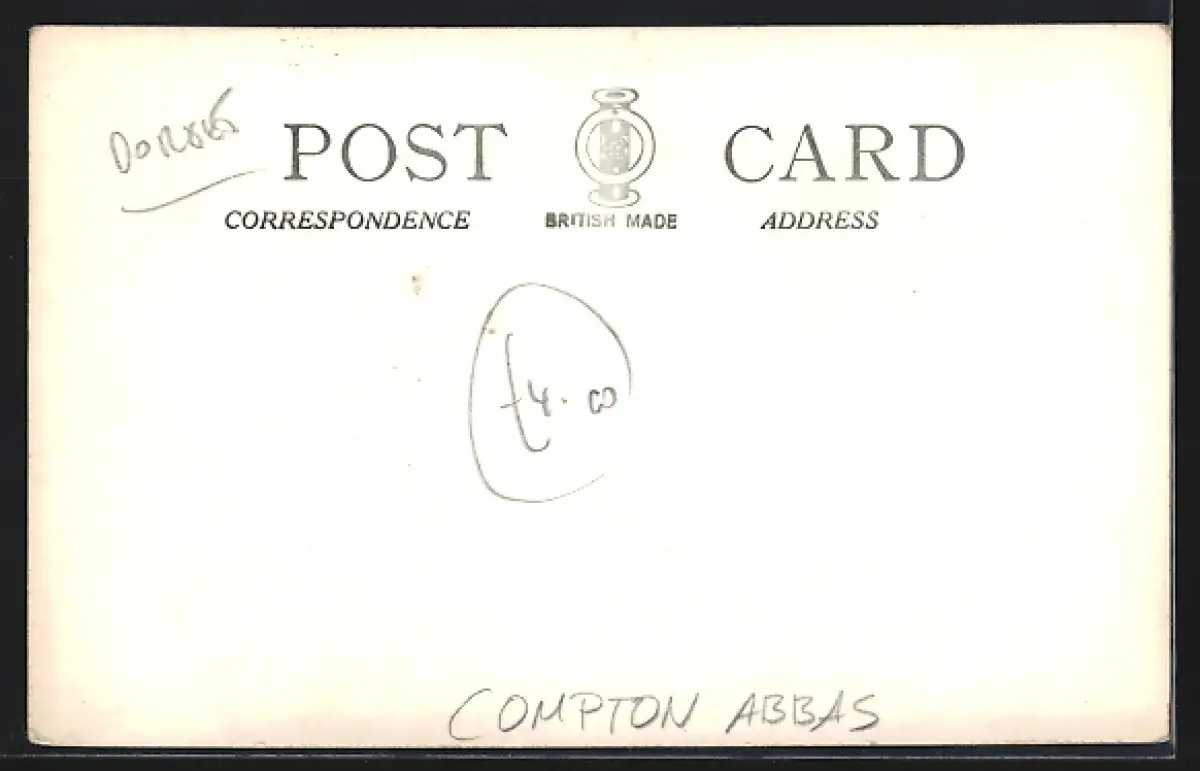 DORSET
POST CARD
CORRESPONDENCE BRITISH MADE ADDRESS
£4.00
COMPTON ABBAS